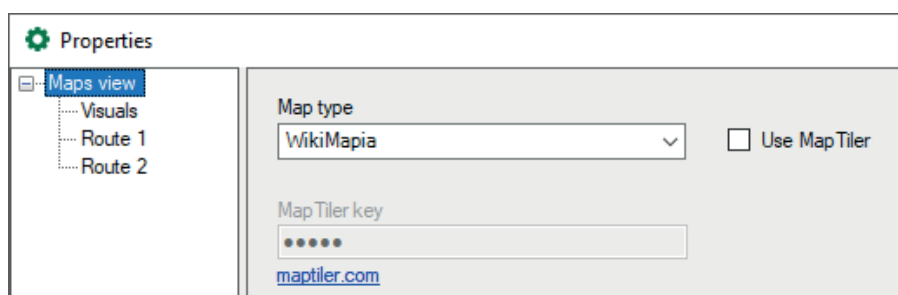 Properties
Maps view
Visuals
Route 1
Route 2
Map type
WikiMapia
Use MapTiler
MapTiler key
●●●●●
maptiler.com